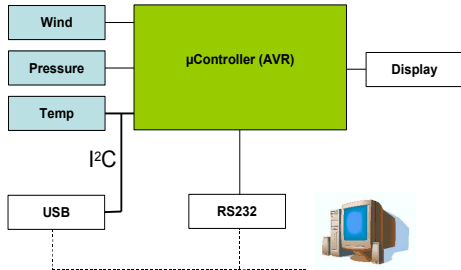 Wind
µController (AVR)
Pressure
Display
Temp
I²C
USB
RS232